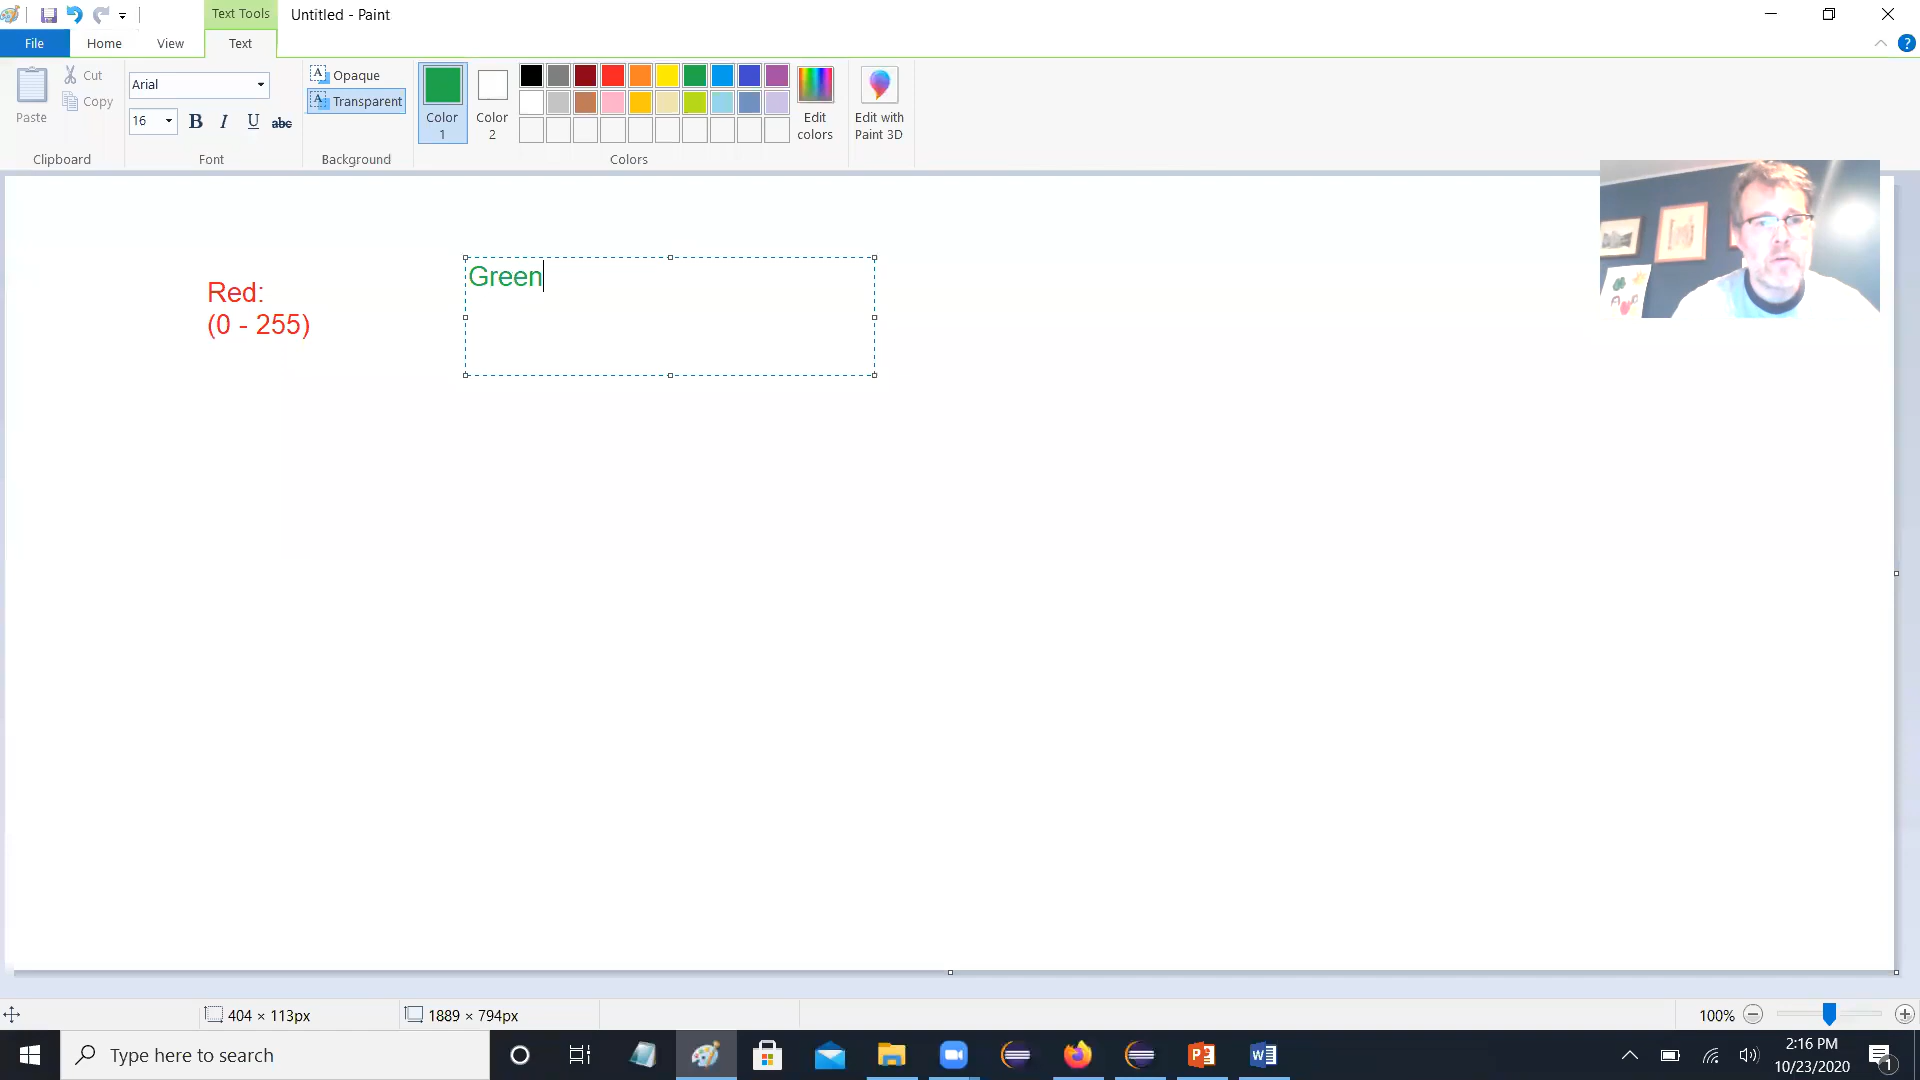 Text Tools
Untitled - Paint
File
Home
View
Text
Paste
Cut
Copy
Clipboard
Arial
16
B
I
U
abc
Font
Opaque
Transparent
Background
Color
1
Color
2
Edit
colors
Colors
Edit with
Paint 3D
Red:
(0 - 255)
Green
404 × 113px
1889 × 794px
100%
Type here to search
2:16 PM
10/23/2020
1